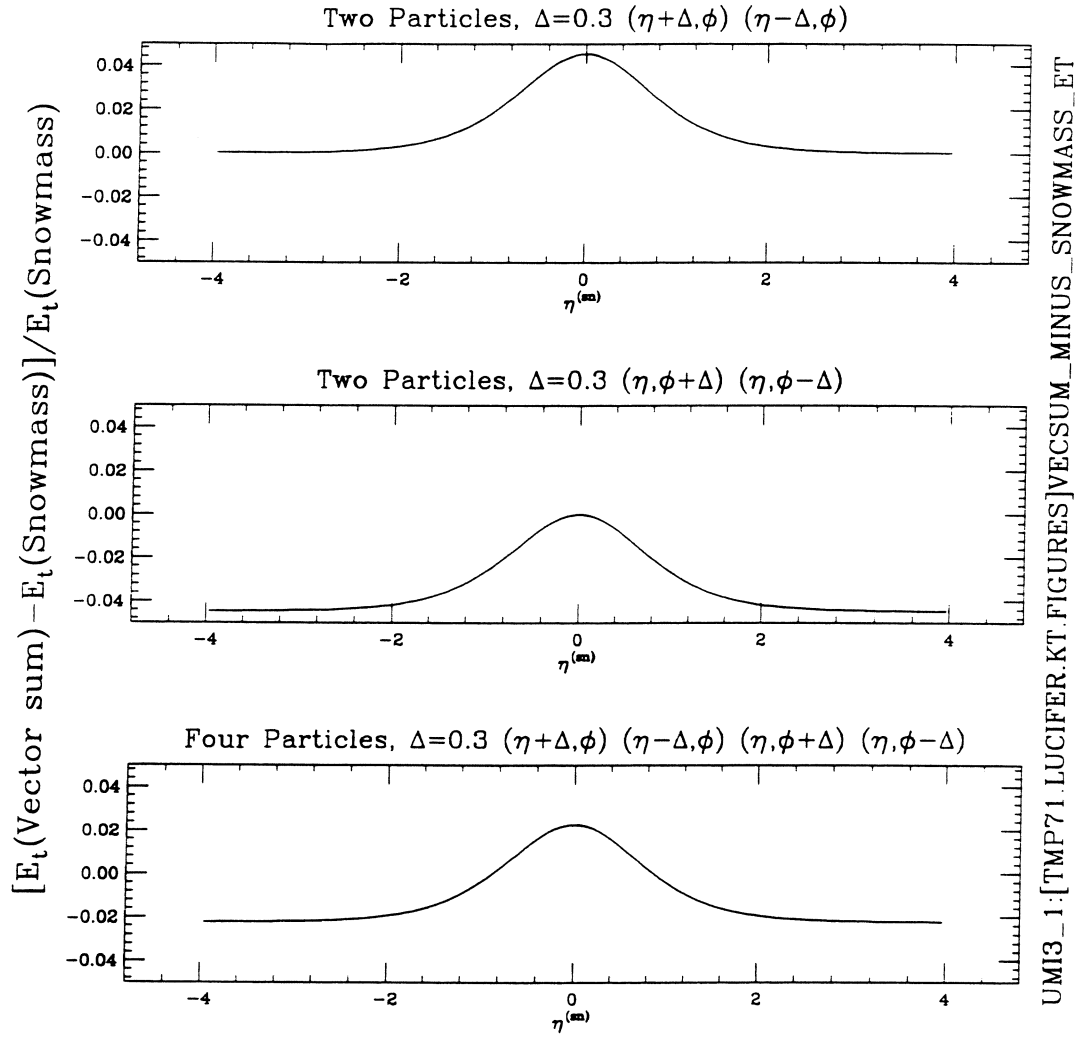 Two Particles, Δ=0.3 (η+Δ,ϕ) (η−Δ,ϕ)
0.04
0.02
0.00
−0.02
−0.04
−4 −2 0 2 4
η(sn)
Two Particles, Δ=0.3 (η,ϕ+Δ) (η,ϕ−Δ)
0.04
0.02
0.00
−0.02
−0.04
−4 −2 0 2 4
η(sn)
Four Particles, Δ=0.3 (η+Δ,ϕ) (η−Δ,ϕ) (η,ϕ+Δ) (η,ϕ−Δ)
0.04
0.02
0.00
−0.02
−0.04
−4 −2 0 2 4
η(sn)
[Et(Vector sum)−Et(Snowmass)]/Et(Snowmass)
UMI3_1:[TMP71.LUCIFER.KT.FIGURES]VECSUM_MINUS_SNOWMASS_ET